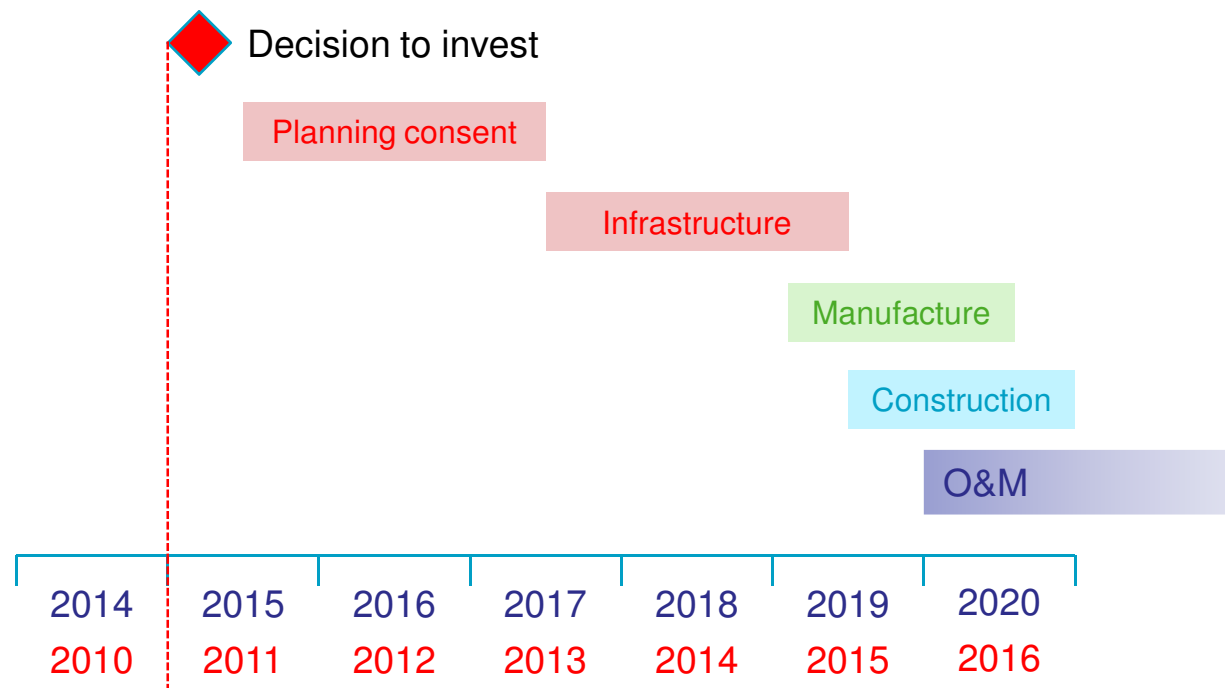 Decision to invest
Planning consent
Infrastructure
Manufacture
Construction
O&M
2014 2015 2016 2017 2018 2019 2020
2010 2011 2012 2013 2014 2015 2016